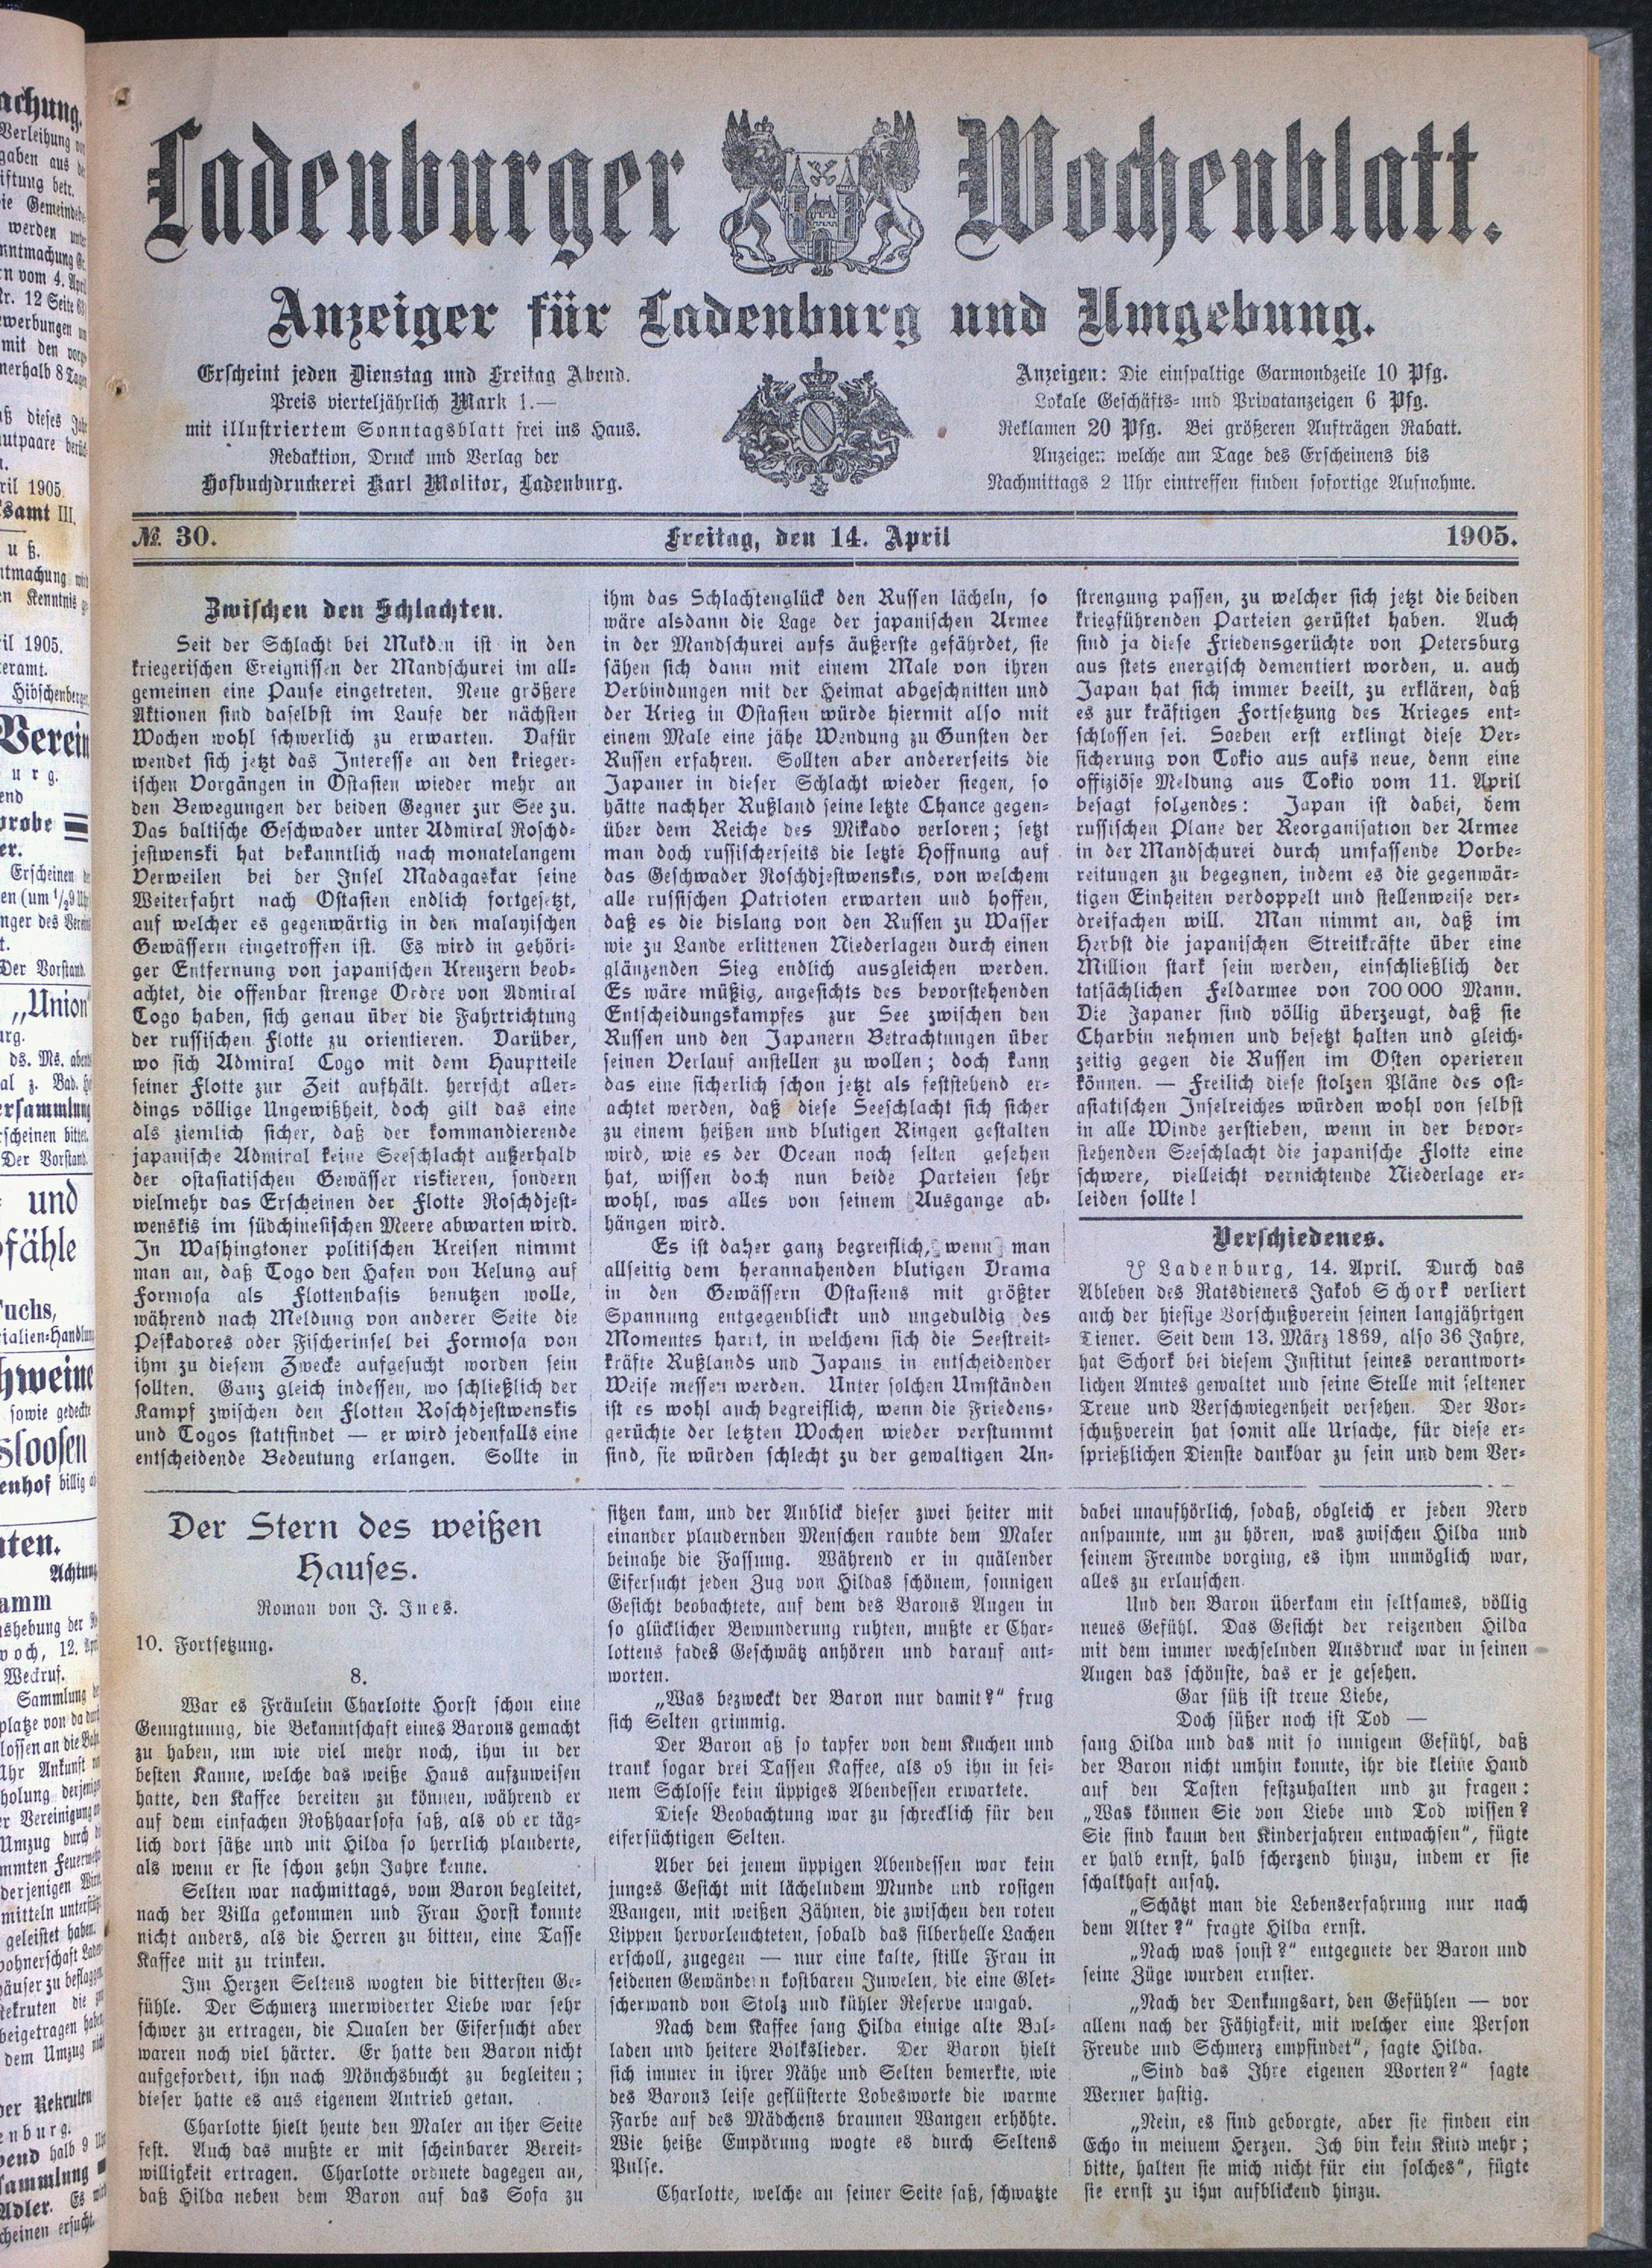 Ladenburger Wochenblatt.
Anzeiger für Ladenburg und Umgebung.
Erscheint jeden Dienstag und Freitag Abend.
Preis vierteljährlich Mark 1.—
mit illustriertem Sonntagsblatt frei ins Haus.
Redaktion, Druck und Verlag der
Hofbuchdruckerei Karl Molitor, Ladenburg.
Anzeigen: Die einspaltige Garmondzeile 10 Pfg.
Lokale Geschäfts- und Privatanzeigen 6 Pfg.
Reklamen 20 Pfg. Bei größeren Aufträgen Rabatt.
Anzeigen welche am Tage des Erscheinens bis
Nachmittags 2 Uhr eintreffen finden sofortige Aufnahme.
№ 30. Freitag, den 14. April 1905.
Zwischen den Schlachten.
Seit der Schlacht bei Mukden ist in den
kriegerischen Ereignissen der Mandschurei im all-
gemeinen eine Pause eingetreten. Neue größere
Aktionen sind daselbst im Laufe der nächsten
Wochen wohl schwerlich zu erwarten. Dafür
wendet sich jetzt das Interesse an den krieger-
ischen Vorgängen in Ostasien wieder mehr an
den Bewegungen der beiden Gegner zur See zu.
Das baltische Geschwader unter Admiral Roschd-
jestwenski hat bekanntlich nach monatelangem
Verweilen bei der Insel Madagaskar seine
Weiterfahrt nach Ostasien endlich fortgesetzt,
auf welcher es gegenwärtig in den malayischen
Gewässern eingetroffen ist. Es wird in gehöri-
ger Entfernung von japanischen Kreuzern beob-
achtet, die offenbar strenge Ordre von Admiral
Togo haben, sich genau über die Fahrtrichtung
der russischen Flotte zu orientieren. Darüber,
wo sich Admiral Togo mit dem Hauptteile
seiner Flotte zur Zeit aufhält. herrscht aller-
dings völlige Ungewißheit, doch gilt das eine
als ziemlich sicher, daß der kommandierende
japanische Admiral keine Seeschlacht außerhalb
der ostasiatischen Gewässer riskieren, sondern
vielmehr das Erscheinen der Flotte Roschdjest-
wenskis im südchinesischen Meere abwarten wird.
In Washingtoner politischen Kreisen nimmt
man an, daß Togo den Hafen von Kelung auf
Formosa als Flottenbasis benutzen wolle,
während nach Meldung von anderer Seite die
Peskadores oder Fischerinsel bei Formosa von
ihm zu diesem Zwecke aufgesucht worden sein
sollten. Ganz gleich indessen, wo schließlich der
Kampf zwischen den Flotten Roschdjestwenskis
und Togos stattfindet — er wird jedenfalls eine
entscheidende Bedeutung erlangen. Sollte in
ihm das Schlachtenglück den Russen lächeln, so
wäre alsdann die Lage der japanischen Armee
in der Mandschurei aufs äußerste gefährdet, sie
sähen sich dann mit einem Male von ihren
Verbindungen mit der Heimat abgeschnitten und
der Krieg in Ostasien würde hiermit also mit
einem Male eine jähe Wendung zu Gunsten der
Russen erfahren. Sollten aber andererseits die
Japaner in dieser Schlacht wieder siegen, so
hätte nachher Rußland seine letzte Chance gegen-
über dem Reiche des Mikado verloren; setzt
man doch russischerseits die letzte Hoffnung auf
das Geschwader Roschdjestwenskis, von welchem
alle russischen Patrioten erwarten und hoffen,
daß es die bislang von den Russen zu Wasser
wie zu Lande erlittenen Niederlagen durch einen
glänzenden Sieg endlich ausgleichen werden.
Es wäre müßig, angesichts des bevorstehenden
Entscheidungskampfes zur See zwischen den
Russen und den Japanern Betrachtungen über
seinen Verlauf anstellen zu wollen; doch kann
das eine sicherlich schon jetzt als feststehend er-
achtet werden, daß diese Seeschlacht sich sicher
zu einem heißen und blutigen Ringen gestalten
wird, wie es der Ocean noch selten gesehen
hat, wissen doch nun beide Parteien sehr
wohl, was alles von seinem Ausgange ab-
hängen wird.
Es ist daher ganz begreiflich, wenn man
allseitig dem herannahenden blutigen Drama
in den Gewässern Ostasiens mit größter
Spannung entgegenblickt und ungeduldig des
Momentes harrt, in welchem sich die Seestreit-
kräfte Rußlands und Japans in entscheidender
Weise messen werden. Unter solchen Umständen
ist es wohl auch begreiflich, wenn die Friedens-
gerüchte der letzten Wochen wieder verstummt
sind, sie würden schlecht zu der gewaltigen An-
strengung passen, zu welcher sich jetzt die beiden
kriegführenden Parteien gerüstet haben. Auch
sind ja diese Friedensgerüchte von Petersburg
aus stets energisch dementiert worden, u. auch
Japan hat sich immer beeilt, zu erklären, daß
es zur kräftigen Fortsetzung des Krieges ent-
schlossen sei. Soeben erst erklingt diese Ver-
sicherung von Tokio aus aufs neue, denn eine
offiziöse Meldung aus Tokio vom 11. April
besagt folgendes: Japan ist dabei, dem
russischen Plane der Reorganisation der Armee
in der Mandschurei durch umfassende Vorbe-
reitungen zu begegnen, indem es die gegenwär-
tigen Einheiten verdoppelt und stellenweise ver-
dreifachen will. Man nimmt an, daß im
Herbst die japanischen Streitkräfte über eine
Million stark sein werden, einschließlich der
tatsächlichen Feldarmee von 700 000 Mann.
Die Japaner sind völlig überzeugt, daß sie
Charbin nehmen und besetzt halten und gleich-
zeitig gegen die Russen im Osten operieren
können. — Freilich diese stolzen Pläne des ost-
asiatischen Inselreiches würden wohl von selbst
in alle Winde zerstieben, wenn in der bevor-
stehenden Seeschlacht die japanische Flotte eine
schwere, vielleicht vernichtende Niederlage er-
leiden sollte!
Verschiedenes.
Ladenburg, 14. April. Durch das
Ableben des Ratsdieners Jakob Schork verliert
auch der hiesige Vorschußverein seinen langjährigen
Diener. Seit dem 13. März 1869, also 36 Jahre,
hat Schork bei diesem Institut seines verantwort-
lichen Amtes gewaltet und seine Stelle mit seltener
Treue und Verschwiegenheit versehen. Der Vor-
schußverein hat somit alle Ursache, für diese er-
sprießlichen Dienste dankbar zu sein und dem Ver-
Der Stern des weißen
Hauses.
Roman von J. Ines.
10. Fortsetzung.
8.
War es Fräulein Charlotte Horst schon eine
Genugtuung, die Bekanntschaft eines Barons gemacht
zu haben, um wie viel mehr noch, ihm in der
besten Kanne, welche das weiße Haus aufzuweisen
hatte, den Kaffee bereiten zu können, während er
auf dem einfachen Roßhaarsofa saß, als ob er täg-
lich dort säße und mit Hilda so herrlich plauderte,
als wenn er sie schon zehn Jahre kenne.
Selten war nachmittags, vom Baron begleitet,
nach der Villa gekommen und Frau Horst konnte
nicht anders, als die Herren zu bitten, eine Tasse
Kaffee mit zu trinken.
Im Herzen Seltens wogten die bittersten Ge-
fühle. Der Schmerz unerwiderter Liebe war sehr
schwer zu ertragen, die Qualen der Eifersucht aber
waren noch viel härter. Er hatte den Baron nicht
aufgefordert, ihn nach Mönchsbucht zu begleiten;
dieser hatte es aus eigenem Antrieb getan.
Charlotte hielt heute den Maler an iher Seite
fest. Auch das mußte er mit scheinbarer Bereit-
willigkeit ertragen. Charlotte ordnete dagegen an,
daß Hilda neben dem Baron auf das Sofa zu
sitzen kam, und der Anblick dieser zwei heiter mit
einander plaudernden Menschen raubte dem Maler
beinahe die Fassung. Während er in quälender
Eifersucht jeden Zug von Hildas schönem, sonnigen
Gesicht beobachtete, auf dem des Barons Augen in
so glücklicher Bewunderung ruhten, mußte er Char-
lottens fades Geschwätz anhören und darauf ant-
worten.
„Was bezweckt der Baron nur damit?" frug
sich Selten grimmig.
Der Baron aß so tapfer von dem Kuchen und
trank sogar drei Tassen Kaffee, als ob ihn in sei-
nem Schlosse kein üppiges Abendessen erwartete.
Diese Beobachtung war zu schrecklich für den
eifersüchtigen Selten.
Aber bei jenem üppigen Abendessen war kein
junges Gesicht mit lächelndem Munde und rosigen
Wangen, mit weißen Zähnen, die zwischen den roten
Lippen hervorleuchteten, sobald das silberhelle Lachen
erscholl, zugegen — nur eine kalte, stille Frau in
seidenen Gewändern kostbaren Juwelen, die eine Glet-
scherwand von Stolz und kühler Reserve umgab.
Nach dem Kaffee sang Hilda einige alte Bal-
laden und heitere Volkslieder. Der Baron hielt
sich immer in ihrer Nähe und Selten bemerkte, wie
des Barons leise geflüsterte Lobesworte die warme
Farbe auf des Mädchens braunen Wangen erhöhte.
Wie heiße Empörung wogte es durch Seltens
Pulse.
Charlotte, welche an seiner Seite saß, schwatzte
dabei unaufhörlich, sodaß, obgleich er jeden Nerv
anspannte, um zu hören, was zwischen Hilda und
seinem Freunde vorging, es ihm unmöglich war,
alles zu erlauschen.
Und den Baron überkam ein seltsames, völlig
neues Gefühl. Das Gesicht der reizenden Hilda
mit dem immer wechselnden Ausdruck war in seinen
Augen das schönste, das er je gesehen.
Gar süß ist treue Liebe,
Doch süßer noch ist Tod —
sang Hilda und das mit so innigem Gefühl, daß
der Baron nicht umhin konnte, ihr die kleine Hand
auf den Tasten festzuhalten und zu fragen:
„Was können Sie von Liebe und Tod wissen?
Sie sind kaum den Kinderjahren entwachsen", fügte
er halb ernst, halb scherzend hinzu, indem er sie
schalkhaft ansah.
„Schätzt man die Lebenserfahrung nur nach
dem Alter?" fragte Hilda ernst.
„Nach was sonst?" entgegnete der Baron und
seine Züge wurden ernster.
„Nach der Denkungsart, den Gefühlen — vor
allem nach der Fähigkeit, mit welcher eine Person
Freude und Schmerz empfindet", sagte Hilda.
„Sind das Ihre eigenen Worten?" sagte
Werner hastig.
„Nein, es sind geborgte, aber sie finden ein
Echo in meinem Herzen. Ich bin kein Kind mehr;
bitte, halten sie mich nicht für ein solches", fügte
sie ernst zu ihm aufblickend hinzu.